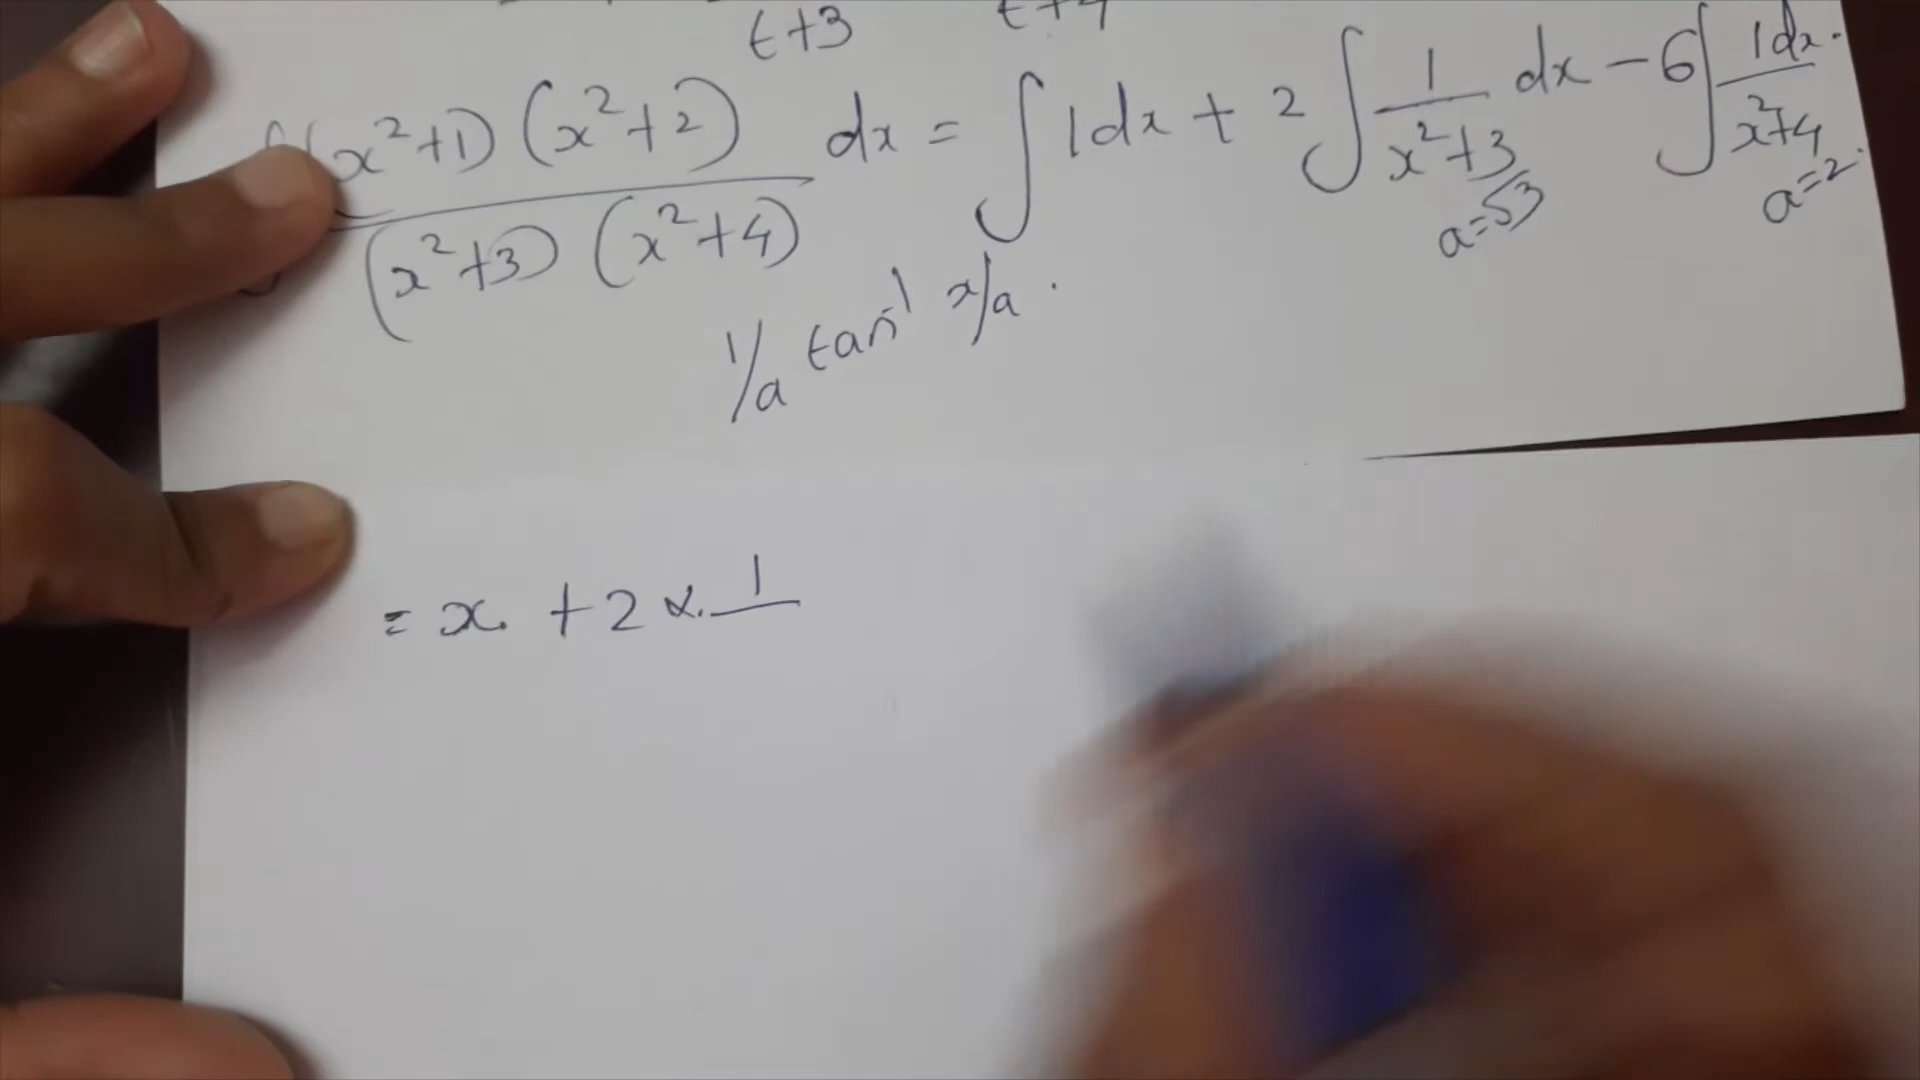 t+3 t+4
∫ (x²+1) (x²+2) / (x²+3) (x²+4) dx = ∫ 1dx + 2 ∫ 1/(x²+3) dx − 6 ∫ 1dx/(x²+4) .
a=√3 a=2 .
1/a tan⁻¹ x/a .
= x. + 2 ×. 1/